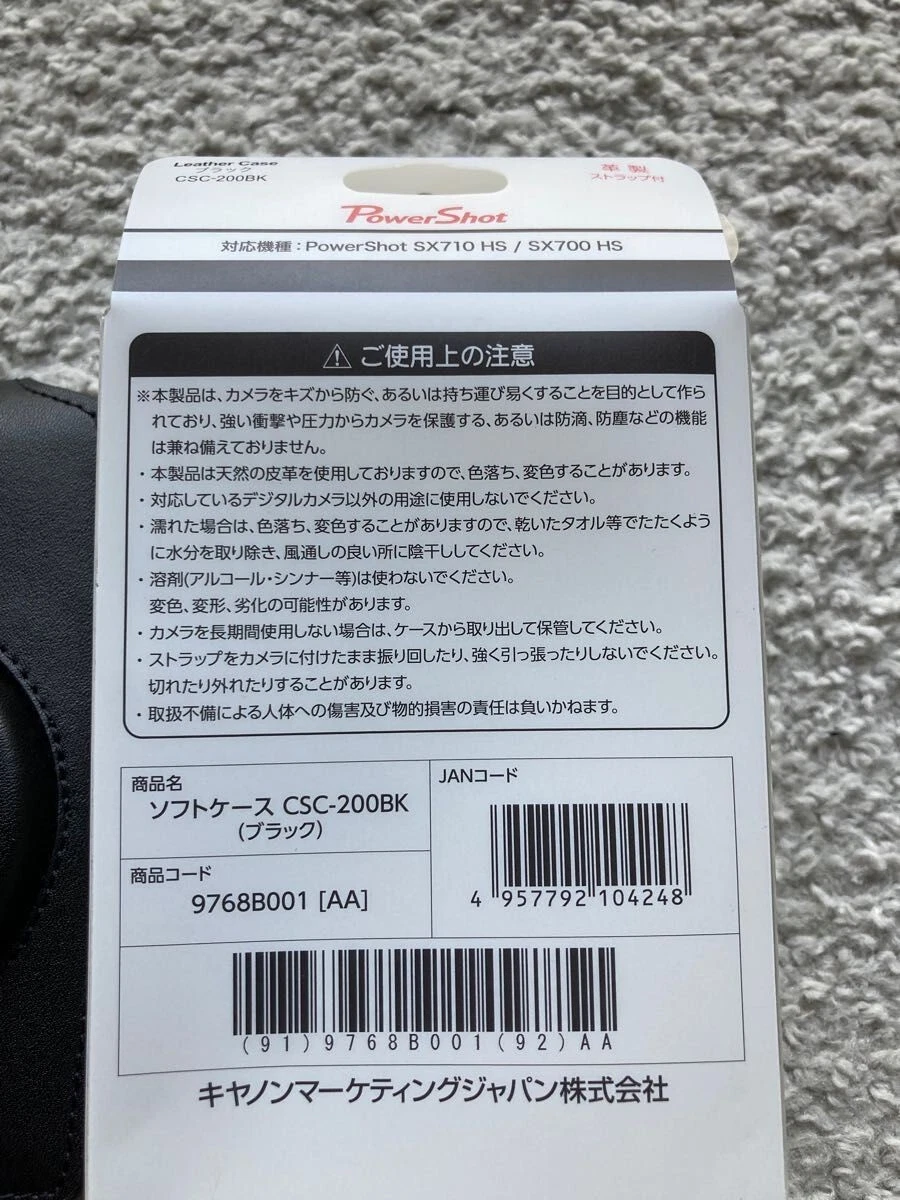 Leather Case
ブラック
CSC-200BK
革製
ストラップ付
PowerShot
対応機種：PowerShot SX710 HS / SX700 HS
ご使用上の注意
※本製品は、カメラをキズから防ぐ、あるいは持ち運び易くすることを目的として作ら
れており、強い衝撃や圧力からカメラを保護する、あるいは防滴、防塵などの機能
は兼ね備えておりません。
・本製品は天然の皮革を使用しておりますので、色落ち、変色することがあります。
・対応しているデジタルカメラ以外の用途に使用しないでください。
・濡れた場合は、色落ち、変色することがありますので、乾いたタオル等でたたくよう
に水分を取り除き、風通しの良い所に陰干ししてください。
・溶剤(アルコール・シンナー等)は使わないでください。
変色、変形、劣化の可能性があります。
・カメラを長期間使用しない場合は、ケースから取り出して保管してください。
・ストラップをカメラに付けたまま振り回したり、強く引っ張ったりしないでください。
切れたり外れたりすることがあります。
・取扱不備による人体への傷害及び物的損害の責任は負いかねます。
商品名
ソフトケース CSC-200BK
(ブラック)
商品コード
9768B001 [AA]
JANコード
4 957792 104248
(91)9768B001(92)AA
キヤノンマーケティングジャパン株式会社